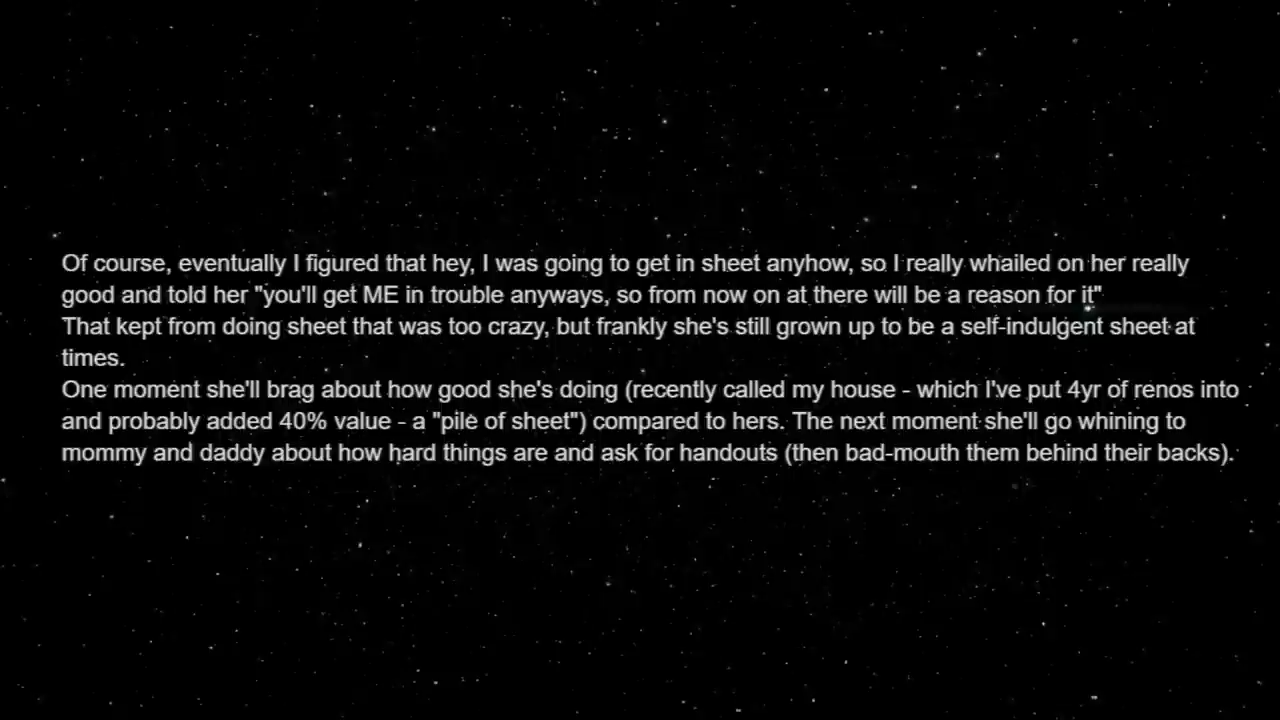 Of course, eventually I figured that hey, I was going to get in sheet anyhow, so I really whailed on her really
good and told her "you'll get ME in trouble anyways, so from now on at there will be a reason for it"
That kept from doing sheet that was too crazy, but frankly she's still grown up to be a self-indulgent sheet at
times.
One moment she'll brag about how good she's doing (recently called my house - which I've put 4yr of renos into
and probably added 40% value - a "pile of sheet") compared to hers. The next moment she'll go whining to
mommy and daddy about how hard things are and ask for handouts (then bad-mouth them behind their backs).